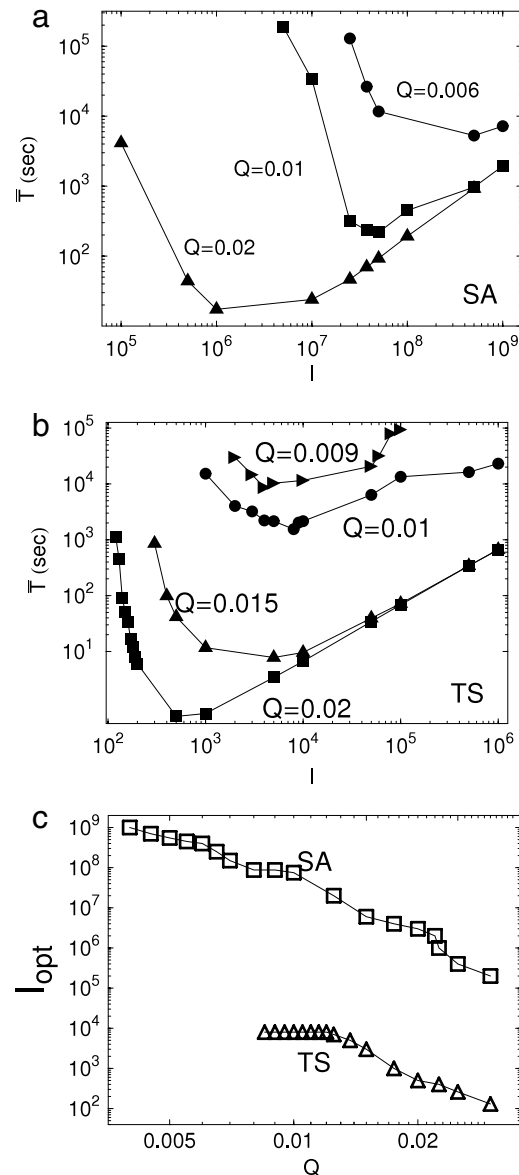 a
10^5
10^4
10^3
10^2
T̿ (sec)
Q=0.006
Q=0.01
Q=0.02
SA
10^5 10^6 10^7 10^8 10^9
I
b
10^5
10^4
10^3
10^2
10^1
T̿ (sec)
Q=0.009
Q=0.01
Q=0.015
Q=0.02
TS
10^2 10^3 10^4 10^5 10^6
I
c
10^9
10^8
10^7
10^6
10^5
10^4
10^3
10^2
I_opt
SA
TS
0.005 0.01 0.02
Q